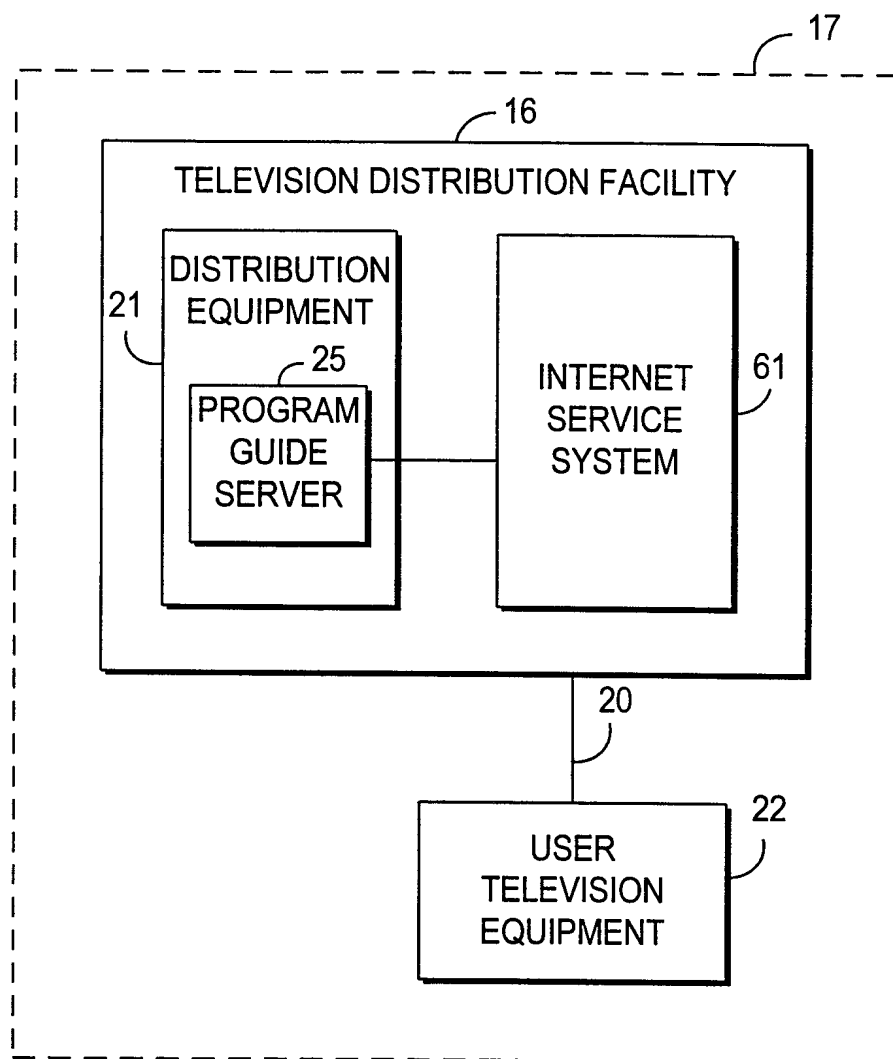 17
16
TELEVISION DISTRIBUTION FACILITY
DISTRIBUTION
EQUIPMENT
21
25
PROGRAM
GUIDE
SERVER
INTERNET
SERVICE
SYSTEM
61
20
22
USER
TELEVISION
EQUIPMENT